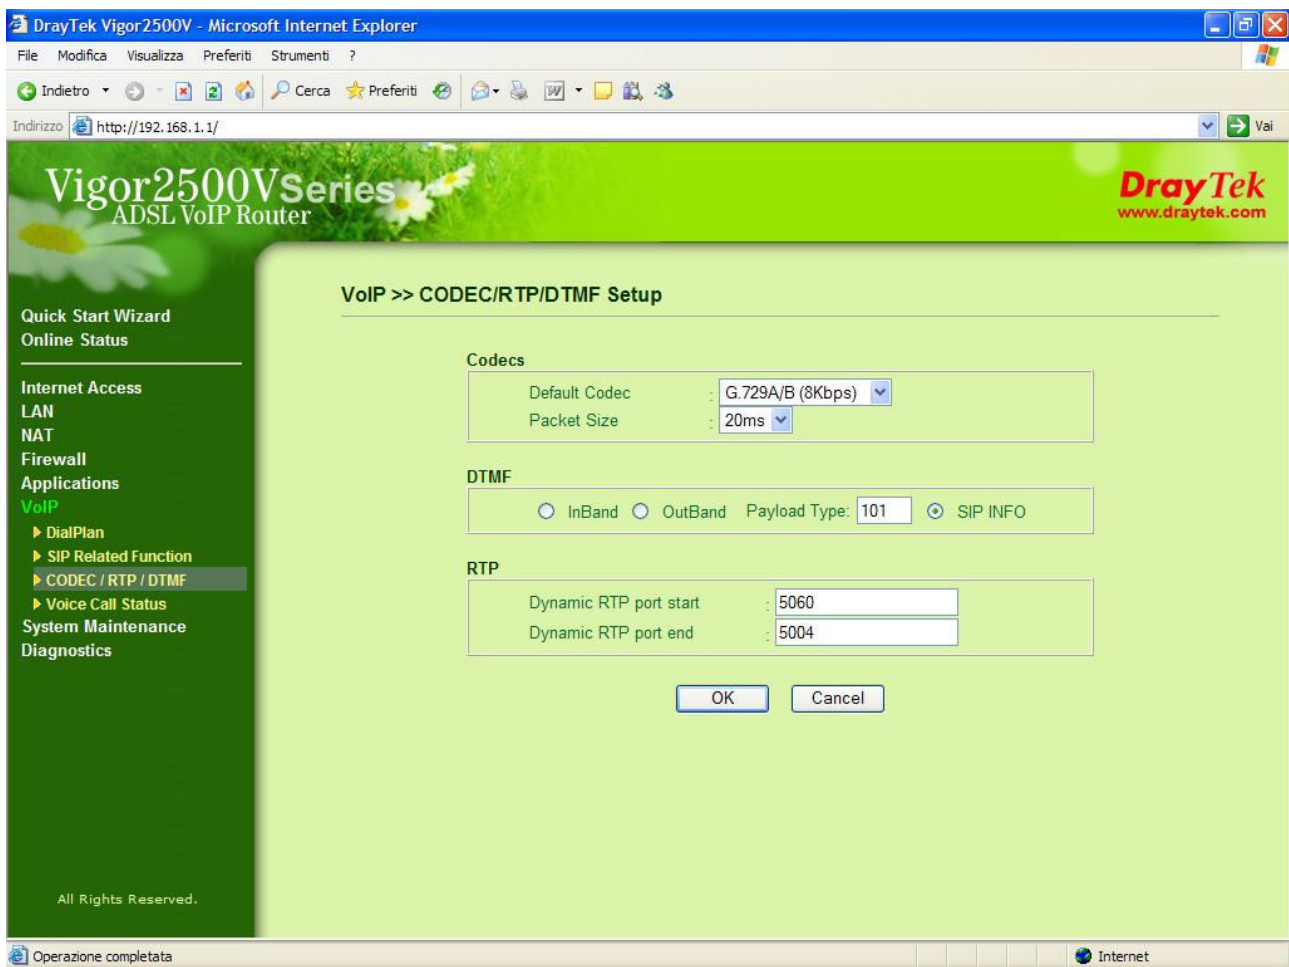 DrayTek Vigor2500V - Microsoft Internet Explorer
File Modifica Visualizza Preferiti Strumenti ?
Indietro Cerca Preferiti
Indirizzo http://192.168.1.1/ Vai
Vigor2500V Series
ADSL VoIP Router
DrayTek
www.draytek.com
Quick Start Wizard
Online Status
Internet Access
LAN
NAT
Firewall
Applications
VoIP
DialPlan
SIP Related Function
CODEC / RTP / DTMF
Voice Call Status
System Maintenance
Diagnostics
All Rights Reserved.
VoIP >> CODEC/RTP/DTMF Setup
Codecs
Default Codec : G.729A/B (8Kbps)
Packet Size : 20ms
DTMF
InBand OutBand Payload Type: 101 SIP INFO
RTP
Dynamic RTP port start : 5060
Dynamic RTP port end : 5004
OK Cancel
Operazione completata Internet